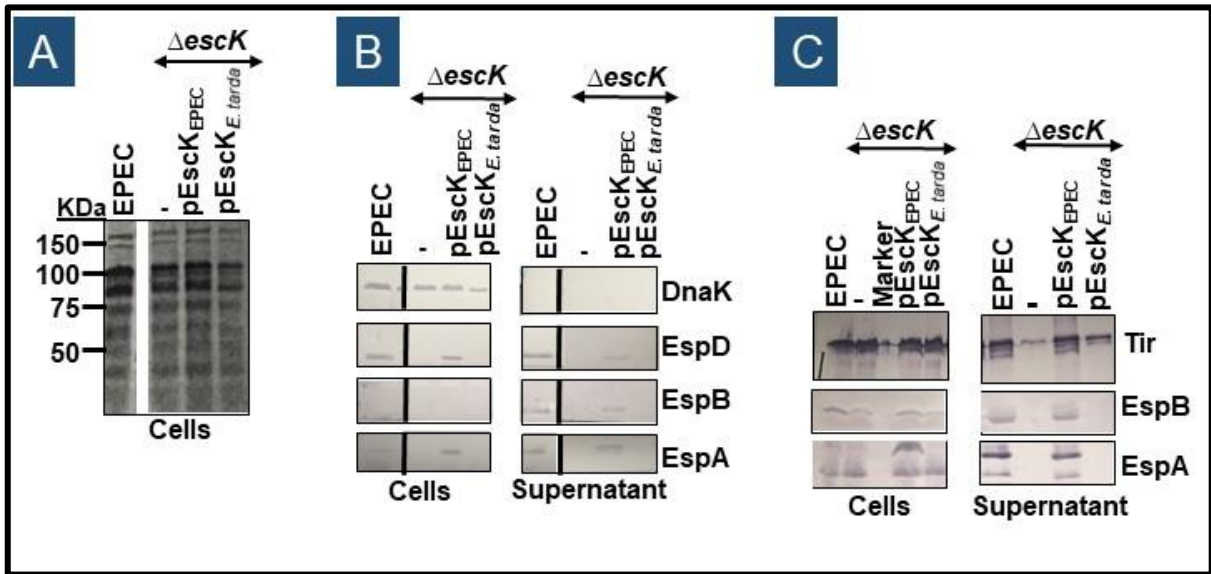 A
ΔescK
EPEC
-
pEscKEPEC
pEscKE.tarda
KDa
150
100
75
50
Cells
B
ΔescK
ΔescK
EPEC
-
pEscKEPEC
pEscKE.tarda
EPEC
-
pEscKEPEC
pEscKE.tarda
DnaK
EspD
EspB
EspA
Cells
Supernatant
C
ΔescK
ΔescK
EPEC
-
Marker
pEscKEPEC
pEscKE.tarda
EPEC
-
pEscKEPEC
pEscKE.tarda
Tir
EspB
EspA
Cells
Supernatant